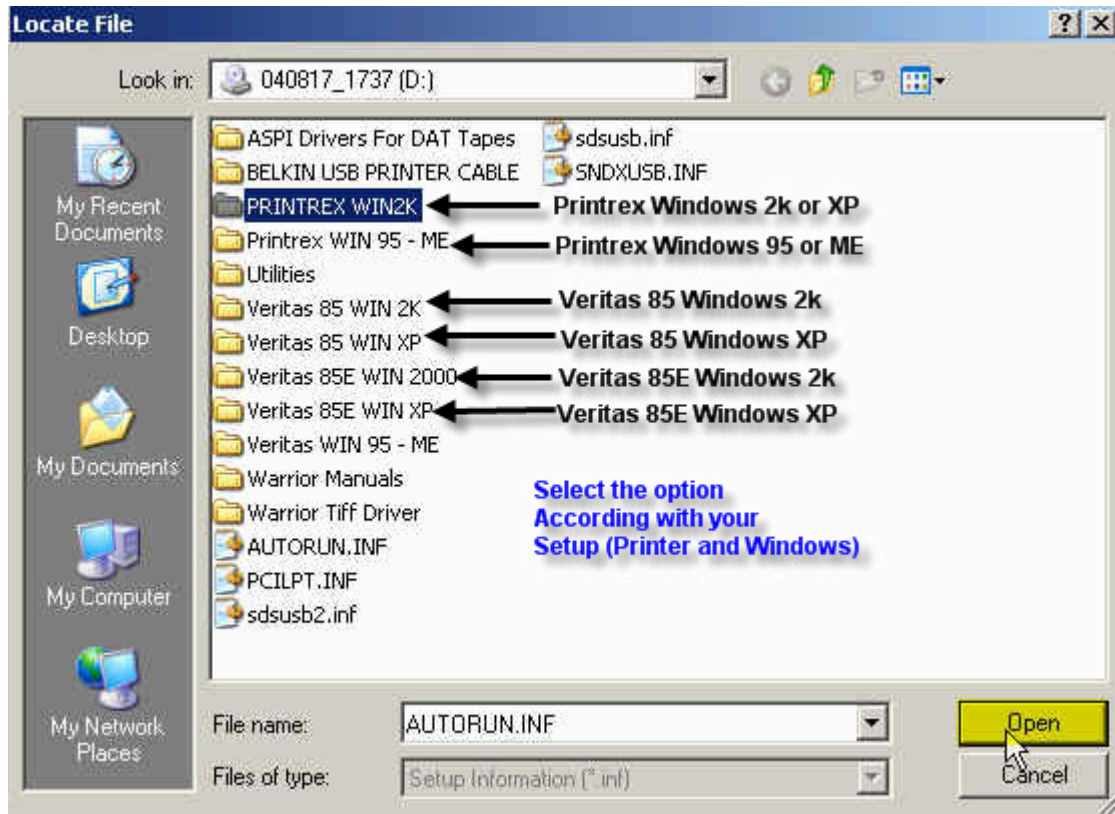 Locate File
Look in: 040817_1737 (D:)
My Recent
Documents
Desktop
My Documents
My Computer
My Network
Places
ASPI Drivers For DAT Tapes
BELKIN USB PRINTER CABLE
PRINTREX WIN2K
Printrex WIN 95 - ME
Utilities
Veritas 85 WIN 2K
Veritas 85 WIN XP
Veritas 85E WIN 2000
Veritas 85E WIN XP
Veritas WIN 95 - ME
Warrior Manuals
Warrior Tiff Driver
AUTORUN.INF
PCILPT.INF
sdsusb2.inf
sdsusb.inf
SNDXUSB.INF
Printrex Windows 2k or XP
Printrex Windows 95 or ME
Veritas 85 Windows 2k
Veritas 85 Windows XP
Veritas 85E Windows 2k
Veritas 85E Windows XP
Select the option
According with your
Setup (Printer and Windows)
File name: AUTORUN.INF
Open
Files of type: Setup Information (*.inf)
Cancel